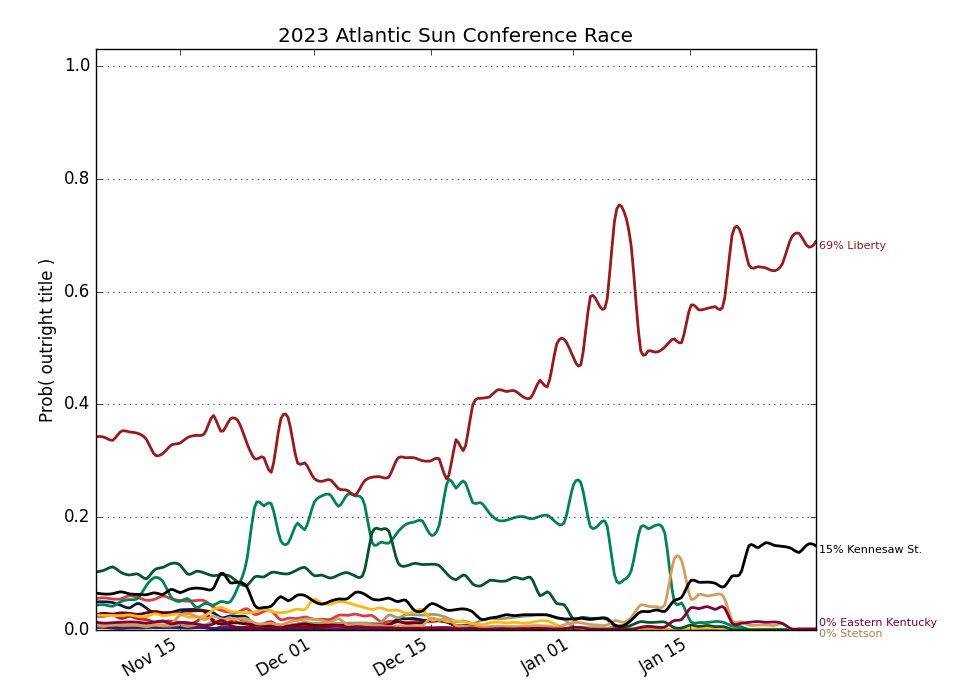 2023 Atlantic Sun Conference Race
Prob( outright title )
1.0
0.8
0.6
0.4
0.2
0.0
69% Liberty
15% Kennesaw St.
0% Eastern Kentucky
0% Stetson
Nov 15
Dec 01
Dec 15
Jan 01
Jan 15